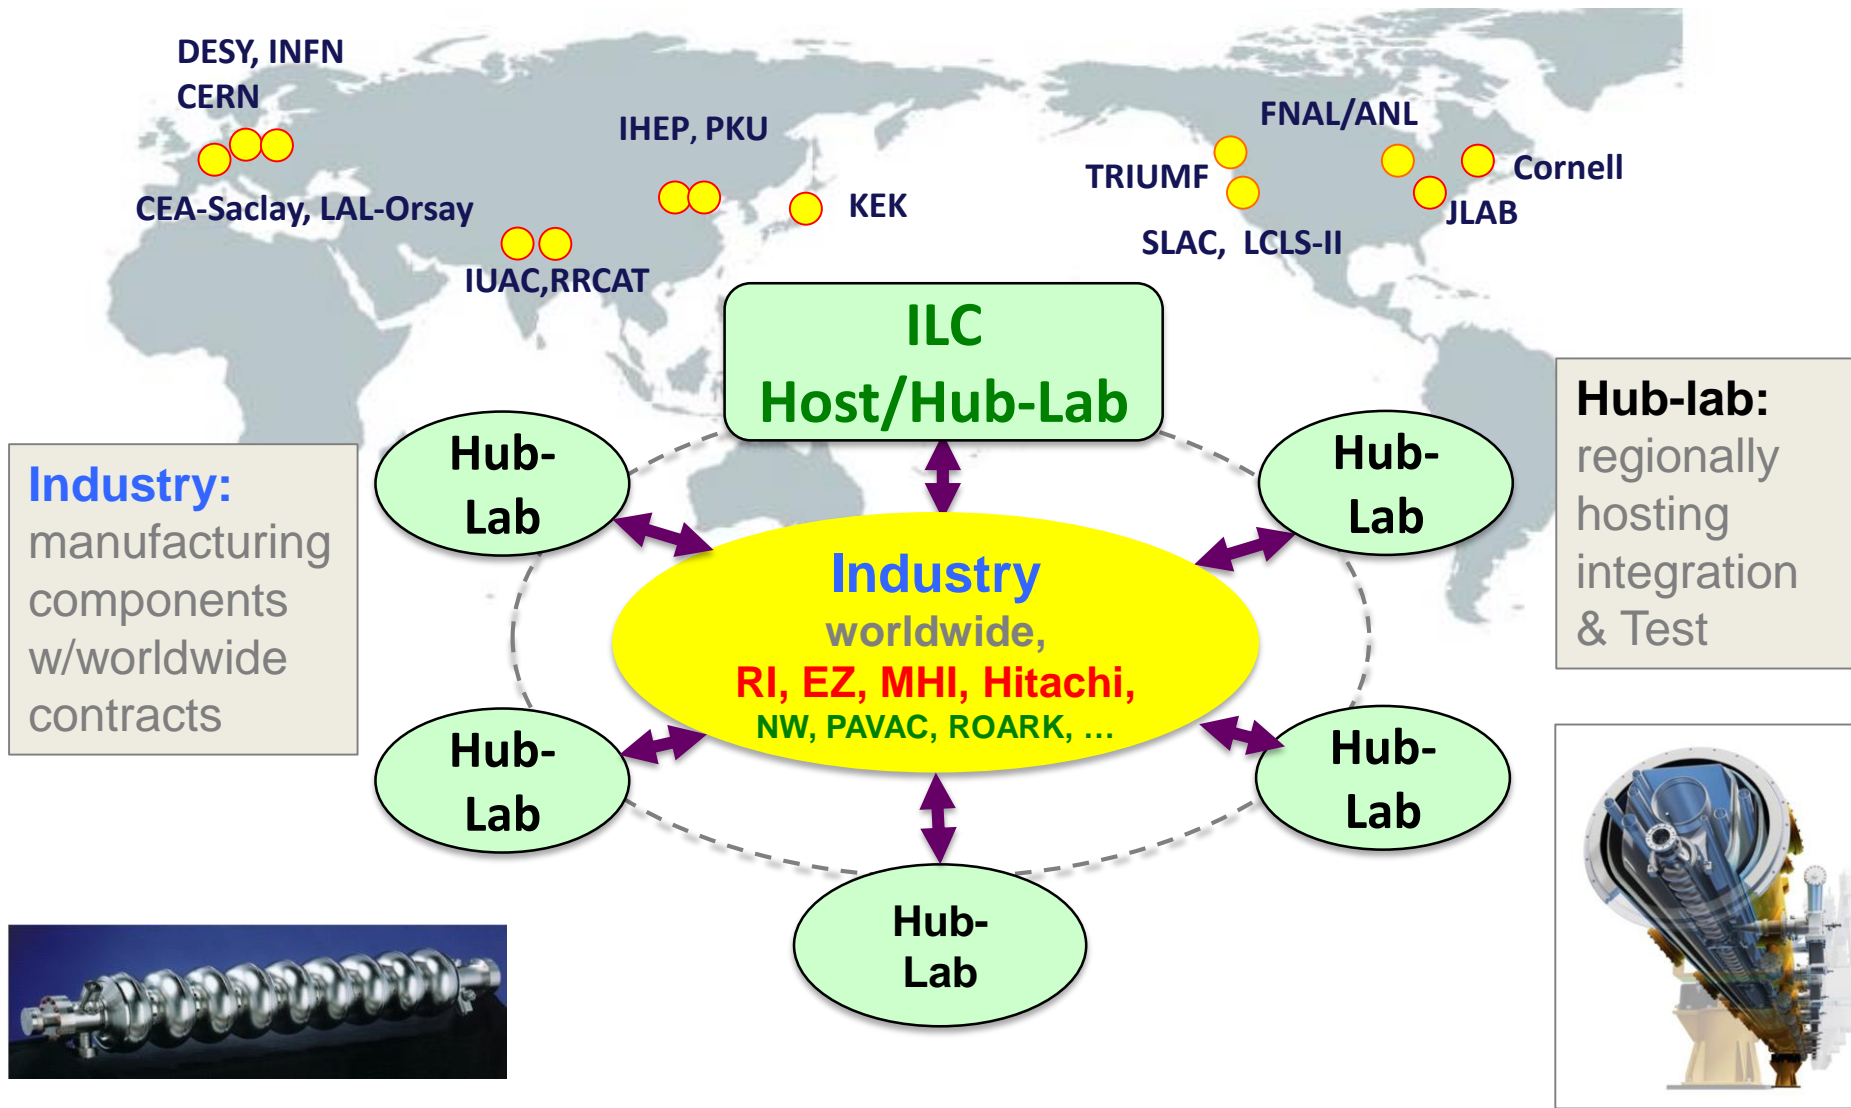 DESY, INFN
CERN
IHEP, PKU
FNAL/ANL
TRIUMF
Cornell
CEA-Saclay, LAL-Orsay
KEK
JLAB
SLAC, LCLS-II
IUAC,RRCAT
ILC
Host/Hub-Lab
Hub-
Lab
Hub-
Lab
Industry:
manufacturing
components
w/worldwide
contracts
Hub-lab:
regionally
hosting
integration
& Test
Industry
worldwide,
RI, EZ, MHI, Hitachi,
NW, PAVAC, ROARK, ...
Hub-
Lab
Hub-
Lab
Hub-
Lab